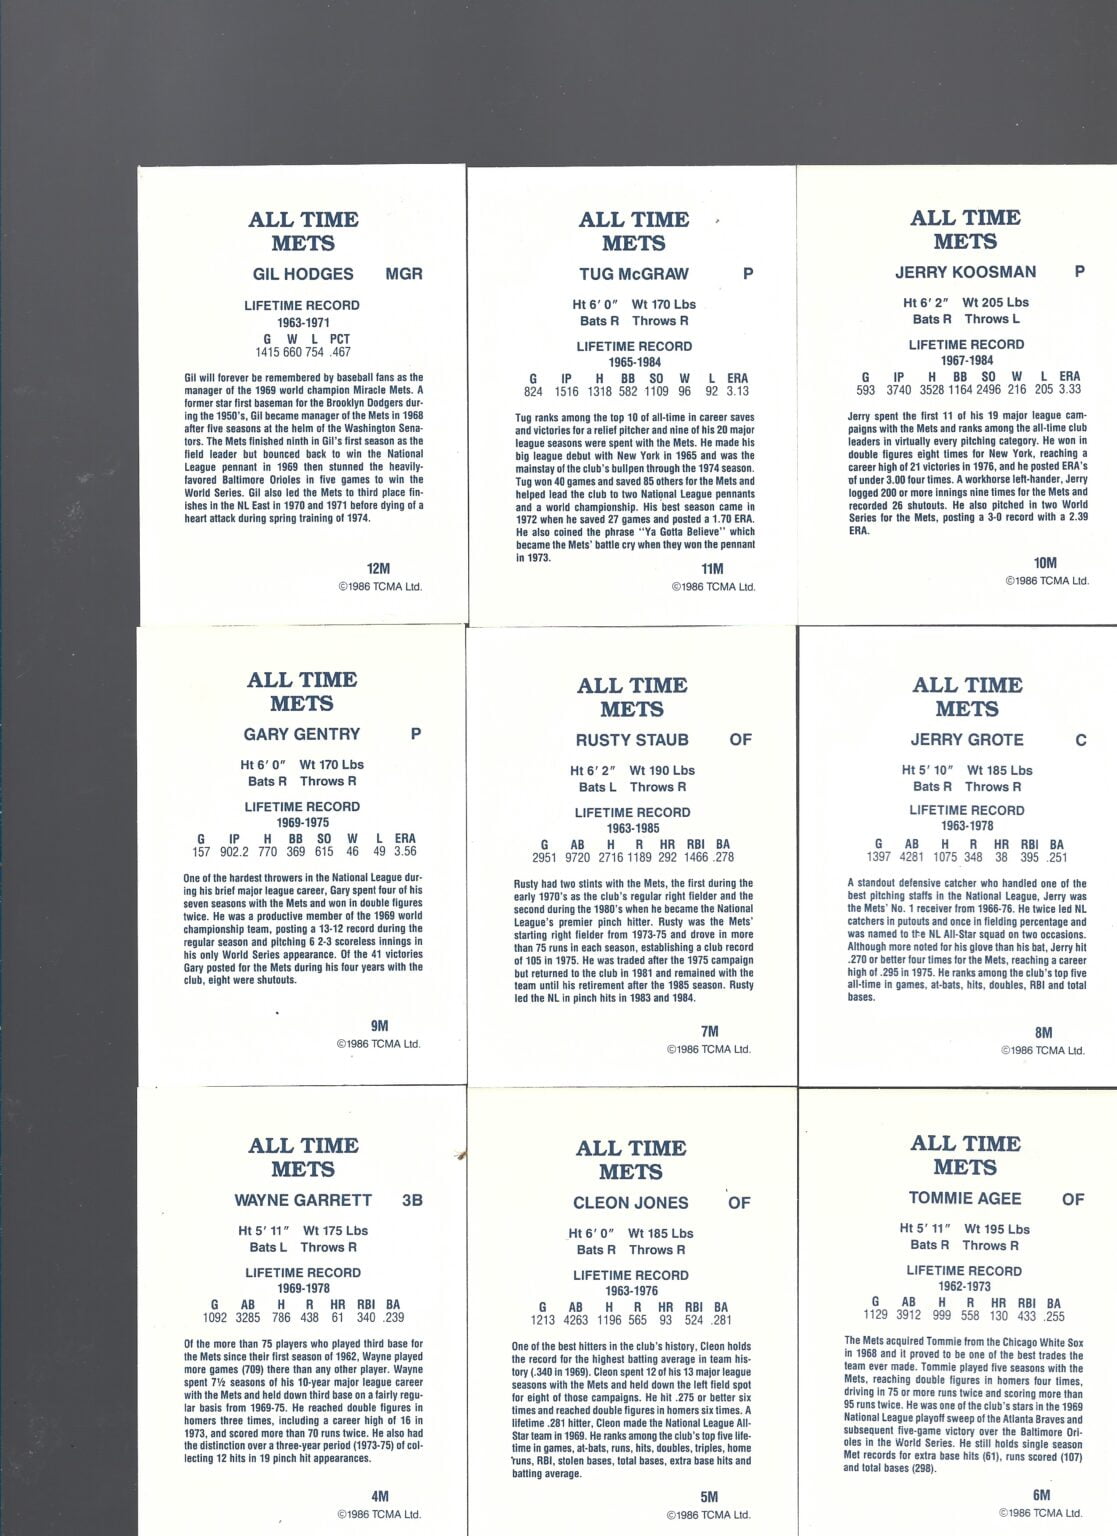 ALL TIME
METS
GIL HODGES MGR
LIFETIME RECORD
1963-1971
G W L PCT
1415 660 754 .467
Gil will forever be remembered by baseball fans as the
manager of the 1969 world champion Miracle Mets. A
former star first baseman for the Brooklyn Dodgers dur-
ing the 1950's, Gil became manager of the Mets in 1968
after five seasons at the helm of the Washington Sena-
tors. The Mets finished ninth in Gil's first season as the
field leader but bounced back to win the National
League pennant in 1969 then stunned the heavily-
favored Baltimore Orioles in five games to win the
World Series. Gil also led the Mets to third place fin-
ishes in the NL East in 1970 and 1971 before dying of a
heart attack during spring training of 1974.
12M
©1986 TCMA Ltd.
ALL TIME
METS
TUG McGRAW P
Ht 6' 0" Wt 170 Lbs
Bats R Throws R
LIFETIME RECORD
1965-1984
G IP H BB SO W L ERA
824 1516 1318 582 1109 96 92 3.13
Tug ranks among the top 10 of all-time in career saves
and victories for a relief pitcher and nine of his 20 major
league seasons were spent with the Mets. He made his
big league debut with New York in 1965 and was the
mainstay of the club's bullpen through the 1974 season.
Tug won 40 games and saved 85 others for the Mets and
helped lead the club to two National League pennants
and a world championship. His best season came in
1972 when he saved 27 games and posted a 1.70 ERA.
He also coined the phrase "Ya Gotta Believe" which
became the Mets' battle cry when they won the pennant
in 1973.
11M
©1986 TCMA Ltd.
ALL TIME
METS
JERRY KOOSMAN P
Ht 6' 2" Wt 205 Lbs
Bats R Throws L
LIFETIME RECORD
1967-1984
G IP H BB SO W L ERA
593 3740 3528 1164 2496 216 205 3.33
Jerry spent the first 11 of his 19 major league cam-
paigns with the Mets and ranks among the all-time club
leaders in virtually every pitching category. He won in
double figures eight times for New York, reaching a
career high of 21 victories in 1976, and he posted ERA's
of under 3.00 four times. A workhorse left-hander, Jerry
logged 200 or more innings nine times for the Mets and
recorded 26 shutouts. He also pitched in two World
Series for the Mets, posting a 3-0 record with a 2.39
ERA.
10M
©1986 TCMA Ltd.
ALL TIME
METS
GARY GENTRY P
Ht 6' 0" Wt 170 Lbs
Bats R Throws R
LIFETIME RECORD
1969-1975
G IP H BB SO W L ERA
157 902.2 770 369 615 46 49 3.56
One of the hardest throwers in the National League dur-
ing his brief major league career, Gary spent four of his
seven seasons with the Mets and won in double figures
twice. He was a productive member of the 1969 world
championship team, posting a 13-12 record during the
regular season and pitching 6 2-3 scoreless innings in
his only World Series appearance. Of the 41 victories
Gary posted for the Mets during his four years with the
club, eight were shutouts.
9M
©1986 TCMA Ltd.
ALL TIME
METS
RUSTY STAUB OF
Ht 6' 2" Wt 190 Lbs
Bats L Throws R
LIFETIME RECORD
1963-1985
G AB H R HR RBI BA
2951 9720 2716 1189 292 1466 .278
Rusty had two stints with the Mets, the first during the
early 1970's as the club's regular right fielder and the
second during the 1980's when he became the National
League's premier pinch hitter. Rusty was the Mets'
starting right fielder from 1973-75 and drove in more
than 75 runs in each season, establishing a club record
of 105 in 1975. He was traded after the 1975 campaign
but returned to the club in 1981 and remained with the
team until his retirement after the 1985 season. Rusty
led the NL in pinch hits in 1983 and 1984.
7M
©1986 TCMA Ltd.
ALL TIME
METS
JERRY GROTE C
Ht 5' 10" Wt 185 Lbs
Bats R Throws R
LIFETIME RECORD
1963-1978
G AB H R HR RBI BA
1397 4281 1075 348 38 395 .251
A standout defensive catcher who handled one of the
best pitching staffs in the National League, Jerry was
the Mets' No. 1 receiver from 1966-76. He twice led NL
catchers in putouts and once in fielding percentage and
was named to the NL All-Star squad on two occasions.
Although more noted for his glove than his bat, Jerry hit
.270 or better four times for the Mets, reaching a career
high of .295 in 1975. He ranks among the club's top five
all-time in games, at-bats, hits, doubles, RBI and total
bases.
8M
©1986 TCMA Ltd.
ALL TIME
METS
WAYNE GARRETT 3B
Ht 5' 11" Wt 175 Lbs
Bats L Throws R
LIFETIME RECORD
1969-1978
G AB H R HR RBI BA
1092 3285 786 438 61 340 .239
Of the more than 75 players who played third base for
the Mets since their first season of 1962, Wayne played
more games (709) there than any other player. Wayne
spent 7½ seasons of his 10-year major league career
with the Mets and held down third base on a fairly regu-
lar basis from 1969-75. He reached double figures in
homers three times, including a career high of 16 in
1973, and scored more than 70 runs twice. He also had
the distinction over a three-year period (1973-75) of col-
lecting 12 hits in 19 pinch hit appearances.
4M
©1986 TCMA Ltd.
ALL TIME
METS
CLEON JONES OF
Ht 6' 0" Wt 185 Lbs
Bats R Throws R
LIFETIME RECORD
1963-1976
G AB H R HR RBI BA
1213 4263 1196 565 93 524 .281
One of the best hitters in the club's history, Cleon holds
the record for the highest batting average in team his-
tory (.340 in 1969). Cleon spent 12 of his 13 major league
seasons with the Mets and held down the left field spot
for eight of those campaigns. He hit .275 or better six
times and reached double figures in homers six times. A
lifetime .281 hitter, Cleon made the National League All-
Star team in 1969. He ranks among the club's top five life-
time in games, at-bats, runs, hits, doubles, triples, home
runs, RBI, stolen bases, total bases, extra base hits and
batting average.
5M
©1986 TCMA Ltd.
ALL TIME
METS
TOMMIE AGEE OF
Ht 5' 11" Wt 195 Lbs
Bats R Throws R
LIFETIME RECORD
1962-1973
G AB H R HR RBI BA
1129 3912 999 558 130 433 .255
The Mets acquired Tommie from the Chicago White Sox
in 1968 and it proved to be one of the best trades the
team ever made. Tommie played five seasons with the
Mets, reaching double figures in homers four times,
driving in 75 or more runs twice and scoring more than
95 runs twice. He was one of the club's stars in the 1969
National League playoff sweep of the Atlanta Braves and
subsequent five-game victory over the Baltimore Ori-
oles in the World Series. He still holds single season
Met records for extra base hits (61), runs scored (107)
and total bases (298).
6M
©1986 TCMA Ltd.